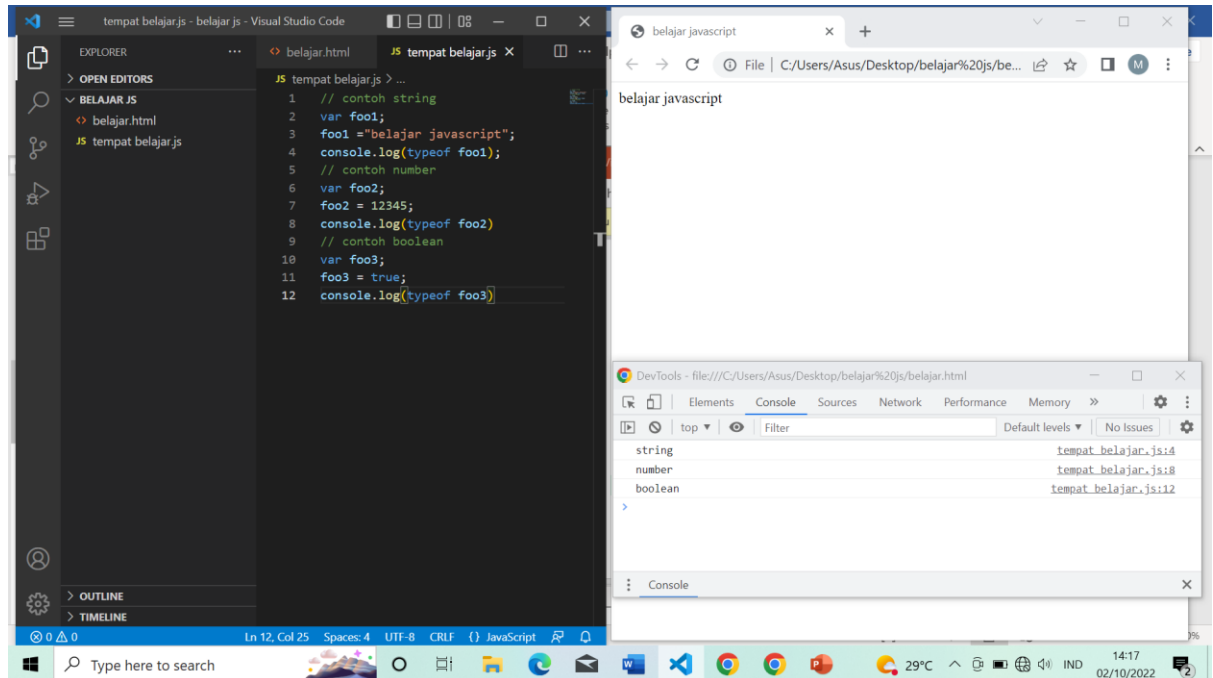 tempat belajar.js - belajar js - Visual Studio Code
EXPLORER
OPEN EDITORS
BELAJAR JS
belajar.html
JS tempat belajar.js
OUTLINE
TIMELINE
belajar.html
JS tempat belajar.js
JS tempat belajar.js > ...
1 // contoh string
2 var foo1;
3 foo1 ="belajar javascript";
4 console.log(typeof foo1);
5 // contoh number
6 var foo2;
7 foo2 = 12345;
8 console.log(typeof foo2)
9 // contoh boolean
10 var foo3;
11 foo3 = true;
12 console.log(typeof foo3)
0 0 Ln 12, Col 25 Spaces: 4 UTF-8 CRLF {} JavaScript
belajar javascript
File | C:/Users/Asus/Desktop/belajar%20js/be... M
belajar javascript
DevTools - file:///C:/Users/Asus/Desktop/belajar%20js/belajar.html
Elements Console Sources Network Performance Memory
top Filter Default levels No Issues
string tempat belajar.js:4
number tempat belajar.js:8
boolean tempat belajar.js:12
Console
Type here to search
29°C IND
14:17
02/10/2022
2